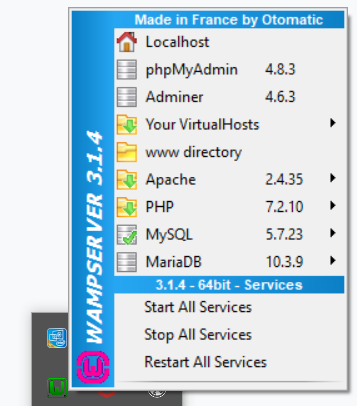 Made in France by Otomatic
Localhost
phpMyAdmin 4.8.3
Adminer 4.6.3
Your VirtualHosts
www directory
Apache 2.4.35
PHP 7.2.10
MySQL 5.7.23
MariaDB 10.3.9
3.1.4 - 64bit - Services
Start All Services
Stop All Services
Restart All Services
WAMPSERVER 3.1.4